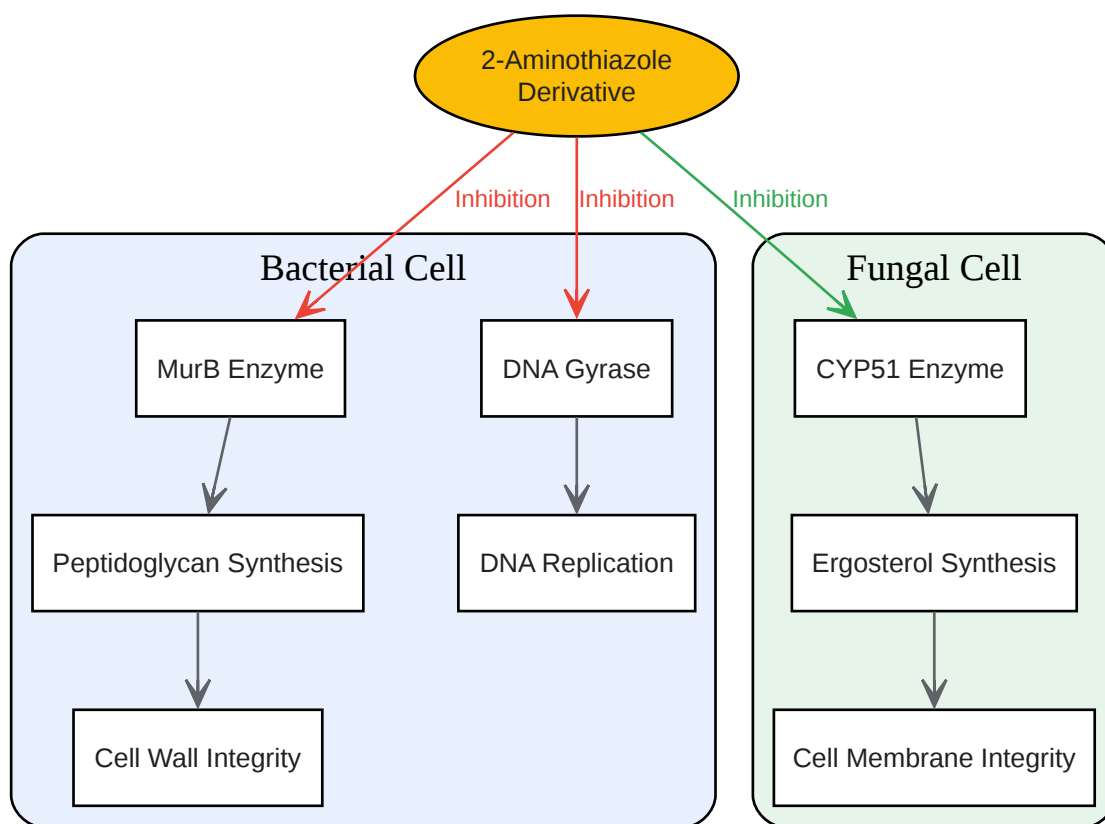 2-Aminothiazole
Derivative
Inhibition
Inhibition
Inhibition
Bacterial Cell
Fungal Cell
MurB Enzyme
DNA Gyrase
CYP51 Enzyme
Peptidoglycan Synthesis
DNA Replication
Ergosterol Synthesis
Cell Wall Integrity
Cell Membrane Integrity